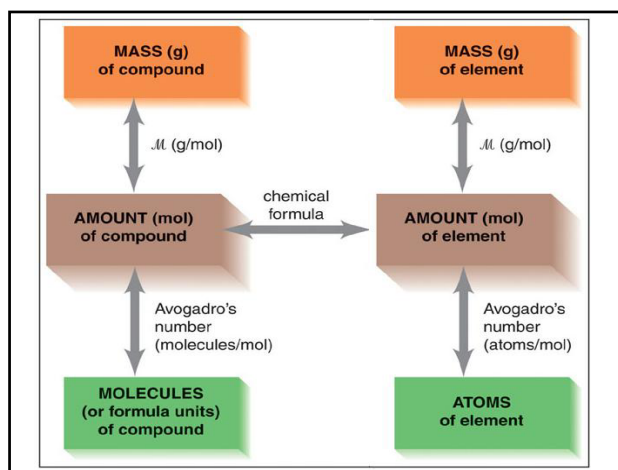 MASS (g)
of compound
MASS (g)
of element
ℳ (g/mol)
ℳ (g/mol)
chemical
formula
AMOUNT (mol)
of compound
AMOUNT (mol)
of element
Avogadro's
number
(molecules/mol)
Avogadro's
number
(atoms/mol)
MOLECULES
(or formula units)
of compound
ATOMS
of element